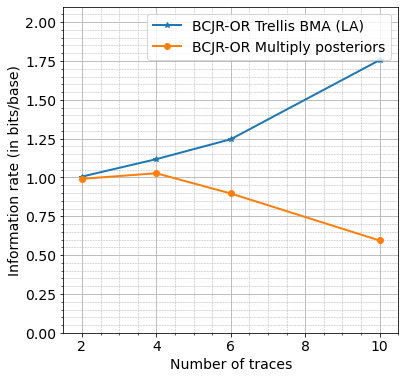 BCJR-OR Trellis BMA (LA)
BCJR-OR Multiply posteriors
Information rate (in bits/base)
2.00
1.75
1.50
1.25
1.00
0.75
0.50
0.25
0.00
2 4 6 8 10
Number of traces